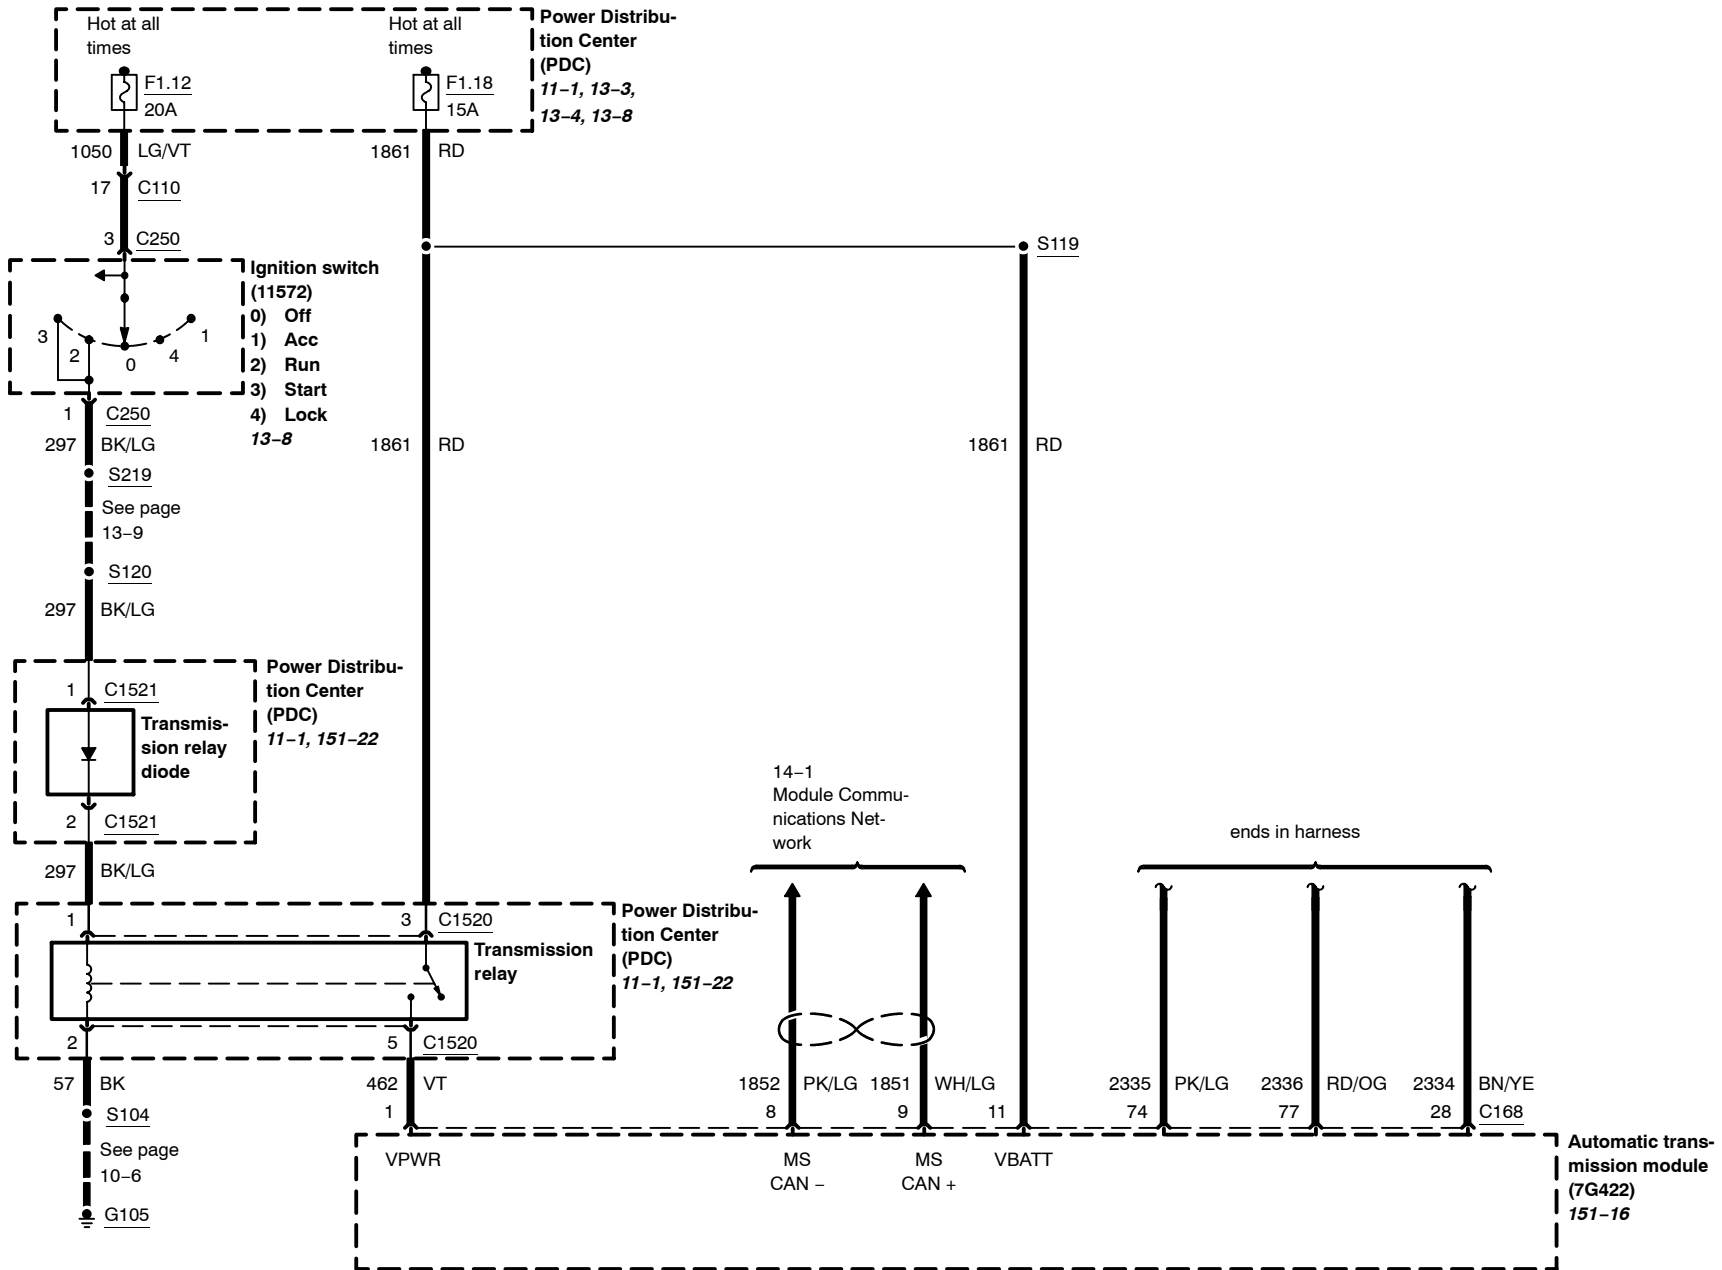 Hot at all
times
Hot at all
times
Power Distribu-
tion Center
(PDC)
11–1, 13–3,
13–4, 13–8
F1.12
20A
F1.18
15A
1050 LG/VT
1861 RD
17 C110
3 C250
S119
Ignition switch
(11572)
0) Off
1) Acc
2) Run
3) Start
4) Lock
13–8
3
2
0
4
1
1 C250
297 BK/LG
1861 RD
1861 RD
S219
See page
13–9
S120
297 BK/LG
Power Distribu-
tion Center
(PDC)
11–1, 151–22
1 C1521
Transmis-
sion relay
diode
2 C1521
297 BK/LG
14–1
Module Commu-
nications Net-
work
ends in harness
1
3 C1520
Power Distribu-
tion Center
(PDC)
11–1, 151–22
Transmission
relay
2
5 C1520
57 BK
462 VT
1852 PK/LG
1851 WH/LG
2335 PK/LG
2336 RD/OG
2334 BN/YE
S104
1
8
9
11
74
77
28 C168
See page
10–6
G105
VPWR
MS
CAN –
MS
CAN +
VBATT
Automatic trans-
mission module
(7G422)
151–16